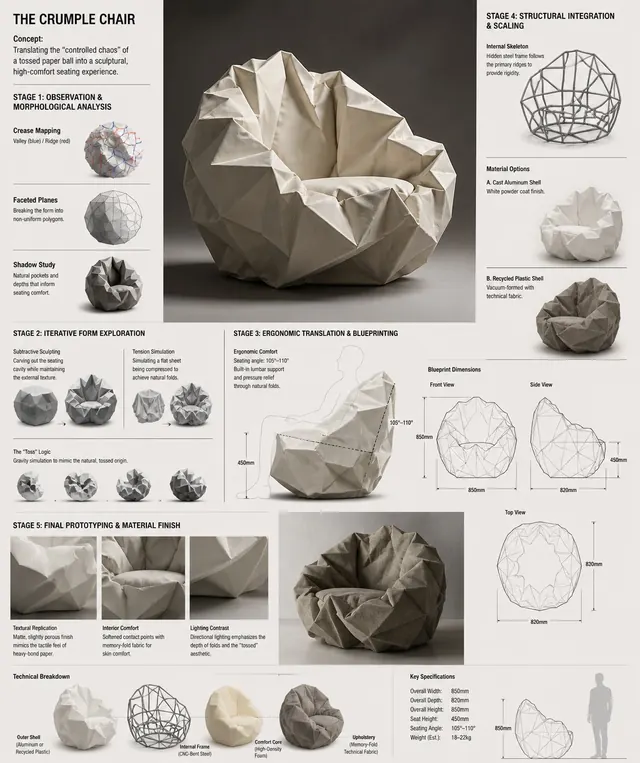 THE CRUMPLE CHAIR
Concept:
Translating the “controlled chaos” of
a tossed paper ball into a sculptural,
high-comfort seating experience.
STAGE 1: OBSERVATION &
MORPHOLOGICAL ANALYSIS
Crease Mapping
Valley (blue) / Ridge (red)
Faceted Planes
Breaking the form into
non-uniform polygons.
Shadow Study
Natural pockets and
depths that inform
seating comfort.
STAGE 4: STRUCTURAL INTEGRATION
& SCALING
Internal Skeleton
Hidden steel frame follows
the primary ridges to
provide rigidity.
Material Options
A. Cast Aluminum Shell
White powder coat finish.
B. Recycled Plastic Shell
Vacuum-formed with
technical fabric.
STAGE 2: ITERATIVE FORM EXPLORATION
Subtractive Sculpting
Carving out the seating
cavity while maintaining
the external texture.
Tension Simulation
Simulating a flat sheet
being compressed to
achieve natural folds.
The “Toss” Logic
Gravity simulation to mimic the natural, tossed origin.
STAGE 3: ERGONOMIC TRANSLATION & BLUEPRINTING
Ergonomic Comfort
Seating angle: 105°–110°
Built-in lumbar support
and pressure relief
through natural folds.
105°–110°
450mm
Blueprint Dimensions
Front View
Side View
850mm
450mm
850mm
820mm
Top View
820mm
820mm
STAGE 5: FINAL PROTOTYPING & MATERIAL FINISH
Textural Replication
Matte, slightly porous finish
mimics the tactile feel of
heavy-bond paper.
Interior Comfort
Softened contact points with
memory-fold fabric for
skin comfort.
Lighting Contrast
Directional lighting emphasizes the
depth of folds and the “tossed”
aesthetic.
Technical Breakdown
Outer Shell
(Aluminum or
Recycled Plastic)
Internal Frame
(CNC-Bent Steel)
Comfort Core
(High-Density
Foam)
Upholstery
(Memory-Fold
Technical Fabric)
Key Specifications
Overall Width: 850mm
Overall Depth: 820mm
Overall Height: 850mm
Seat Height: 450mm
Seating Angle: 105°–110°
Weight (Est.): 18–22kg
850mm